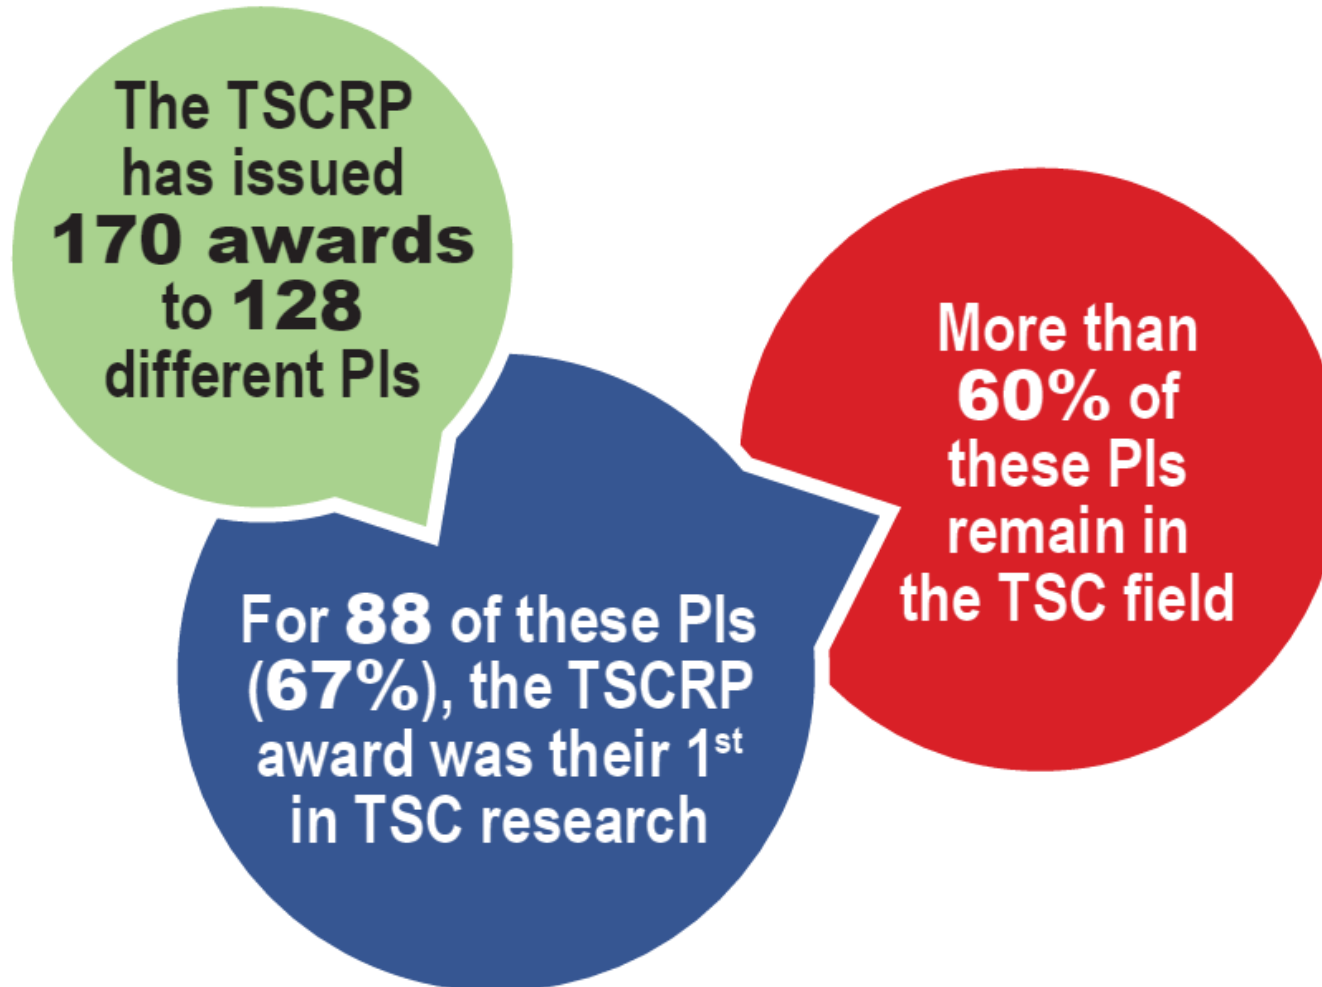 The TSCRP
has issued
170 awards
to 128
different PIs
For 88 of these PIs
(67%), the TSCRP
award was their 1st
in TSC research
More than
60% of
these PIs
remain in
the TSC field